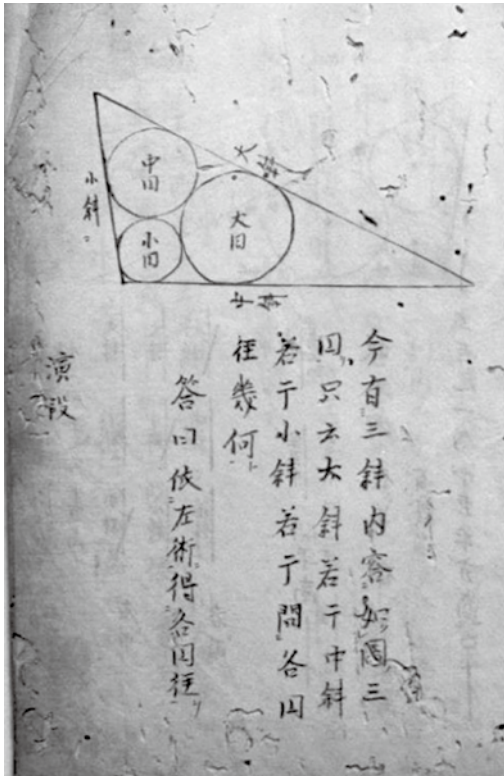 中円
小円
大円
小斜。
大斜
中斜
今有三斜内容如圖三
円只云大斜若干中斜
若干小斜若干問各円
径幾何
答曰依左術得各円径
演段